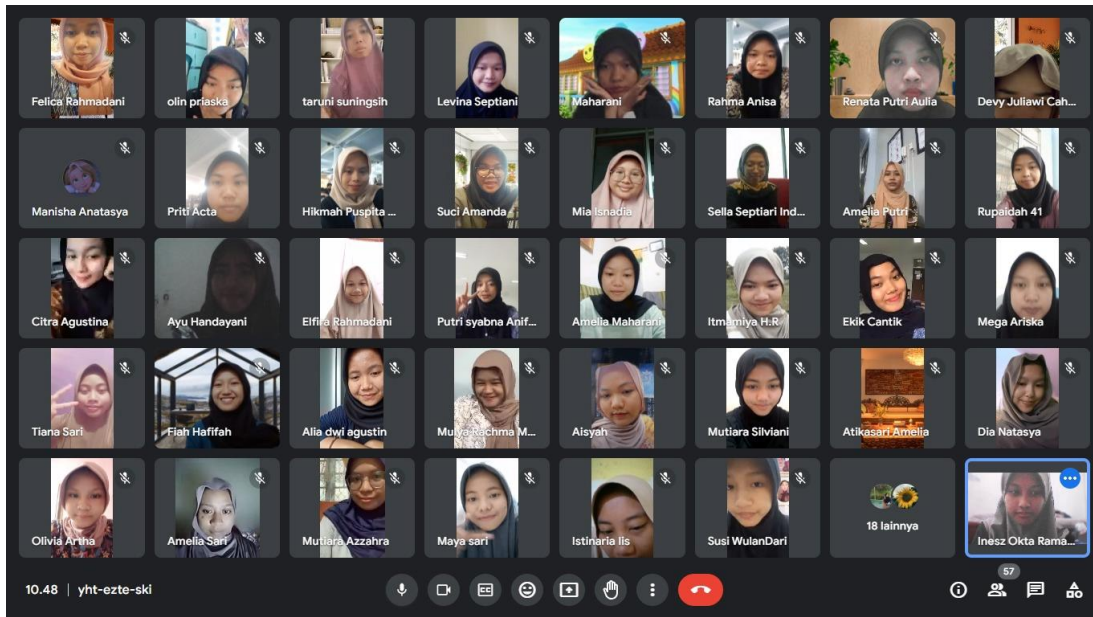 Felica Rahmadani
olin priaska
taruni suningsih
Levina Septiani
Maharani
Rahma Anisa
Renata Putri Aulia
Devy Juliawi Cah...
Manisha Anatasya
Priti Acta
Hikmah Puspita ...
Suci Amanda
Mia Isnadia
Sella Septiari Ind...
Amelia Putri
Rupaidah 41
Citra Agustina
Ayu Handayani
Elfira Rahmadani
Putri syabna Anif...
Amelia Maharani
Itmamiya H.R
Ekik Cantik
Mega Ariska
Tiana Sari
Fiah Hafifah
Alia dwi agustin
Mulya Rachma M...
Aisyah
Mutiara Silviani
Atikasari Amelia
Dia Natasya
Olivia Artha
Amelia Sari
Mutiara Azzahra
Maya sari
Istinaria Iis
Susi WulanDari
18 lainnya
Inesz Okta Rama...
10.48 | yht-ezte-ski
57